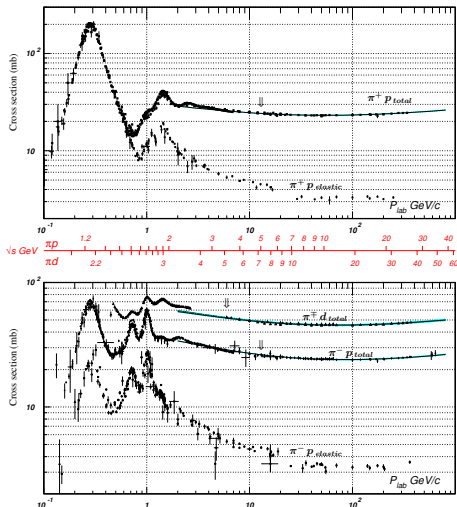 10²
10
Cross section (mb)
⇓
π⁺ p total
π⁺ p elastic
P lab GeV/c
10⁻¹ 1 10 10²
√s GeV
πp 1.2 2 3 4 5 6 7 8 9 10 20 30 40
πd 2.2 3 4 5 6 7 8 9 10 20 30 40 50 60
10²
10
Cross section (mb)
⇓
π∓ d total
⇓
π⁻ p total
π⁻ p elastic
P lab GeV/c
10⁻¹ 1 10 10²